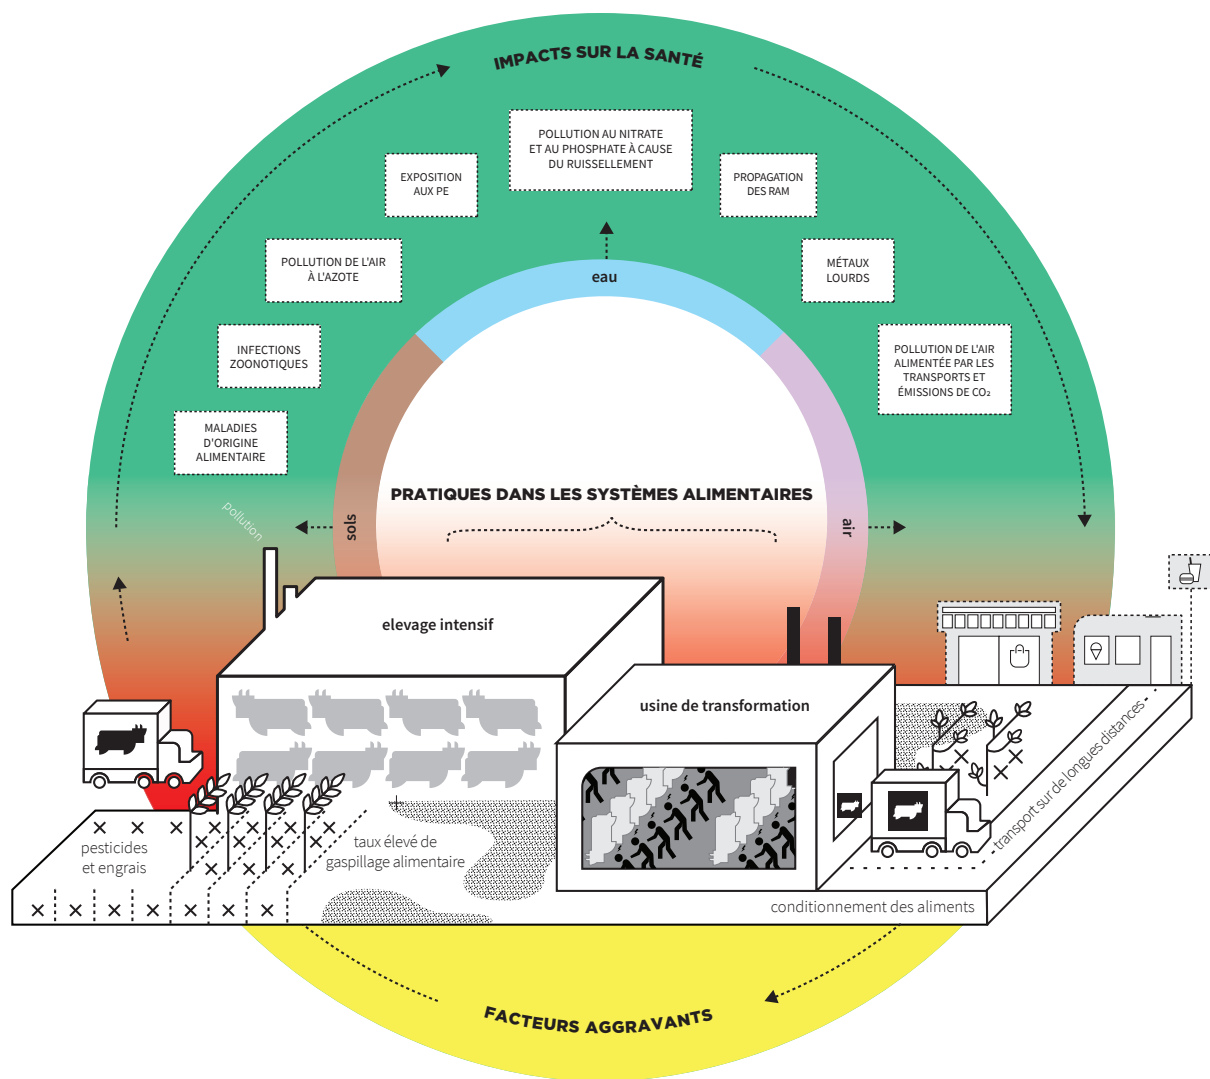 IMPACTS SUR LA SANTÉ
POLLUTION AU NITRATE
ET AU PHOSPHATE À CAUSE
DU RUISSELLEMENT
EXPOSITION
AUX PE
PROPAGATION
DES RAM
POLLUTION DE L'AIR
À L'AZOTE
MÉTAUX
LOURDS
eau
INFECTIONS
ZOONOTIQUES
POLLUTION DE L'AIR
ALIMENTÉE PAR LES
TRANSPORTS ET
ÉMISSIONS DE CO₂
MALADIES
D'ORIGINE
ALIMENTAIRE
PRATIQUES DANS LES SYSTÈMES ALIMENTAIRES
pollution
sols
air
elevage intensif
usine de transformation
transport sur de longues distances
pesticides
et engrais
taux élevé de
gaspillage alimentaire
conditionnement des aliments
FACTEURS AGGRAVANTS